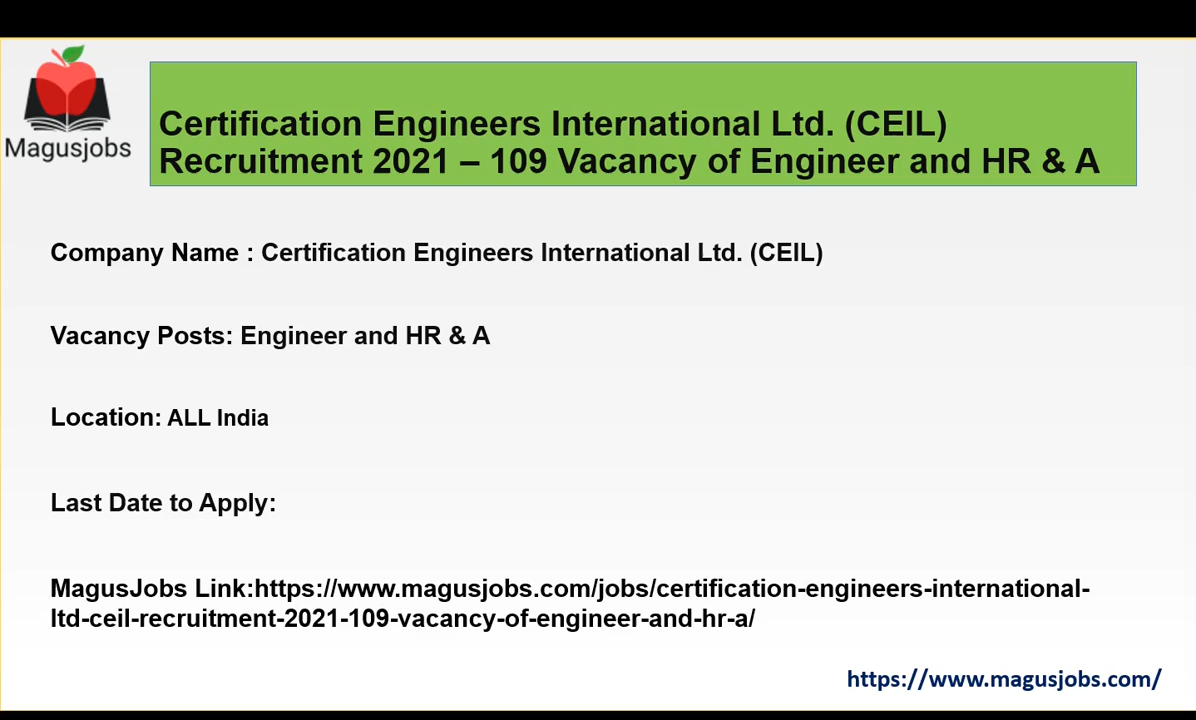 Magusjobs
Certification Engineers International Ltd. (CEIL)
Recruitment 2021 – 109 Vacancy of Engineer and HR & A
Company Name : Certification Engineers International Ltd. (CEIL)
Vacancy Posts: Engineer and HR & A
Location: ALL India
Last Date to Apply:
MagusJobs Link:https://www.magusjobs.com/jobs/certification-engineers-international-
ltd-ceil-recruitment-2021-109-vacancy-of-engineer-and-hr-a/
https://www.magusjobs.com/